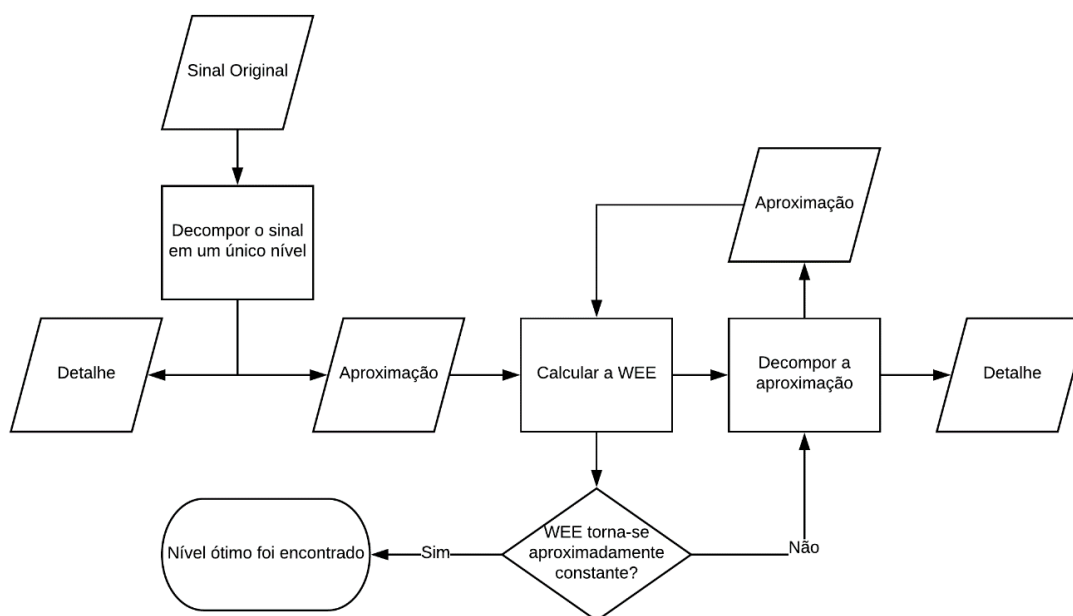 Sinal Original
Decompor o sinal
em um único nível
Aproximação
Detalhe
Aproximação
Calcular a WEE
Decompor a
aproximação
Detalhe
Nível ótimo foi encontrado
Sim
WEE torna-se
aproximadamente
constante?
Não